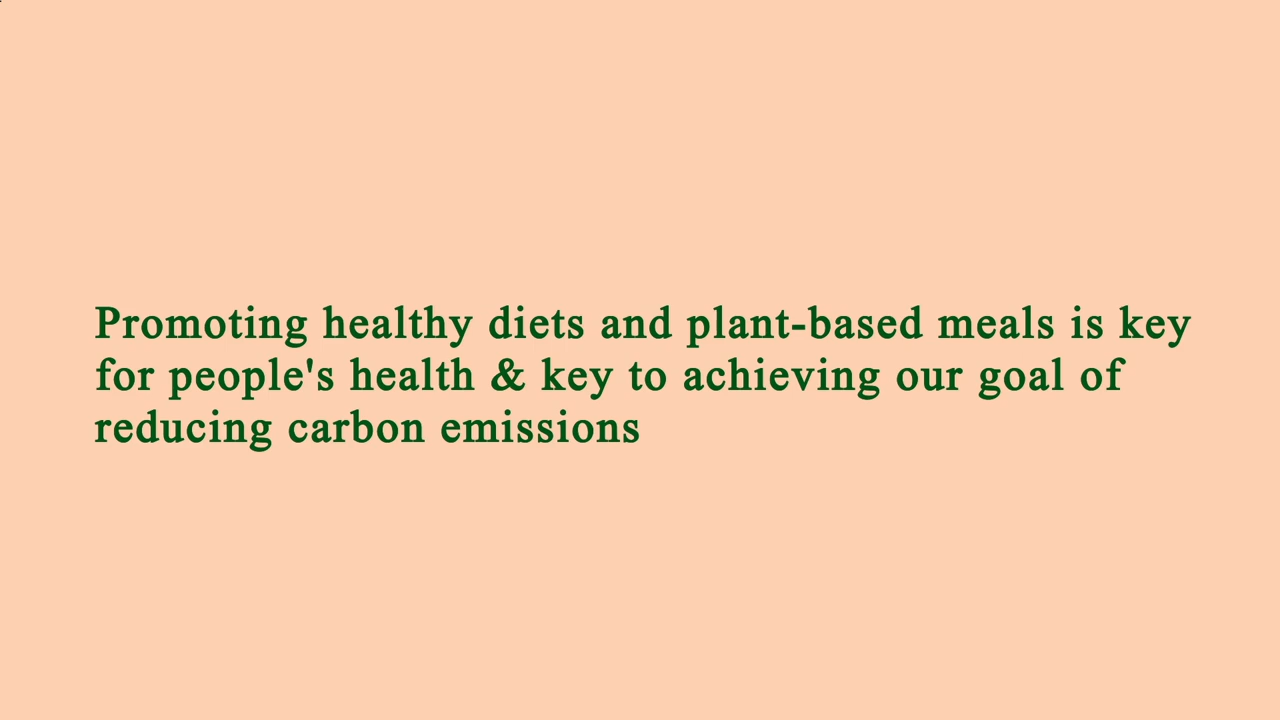 Promoting healthy diets and plant-based meals is key
for people's health & key to achieving our goal of
reducing carbon emissions